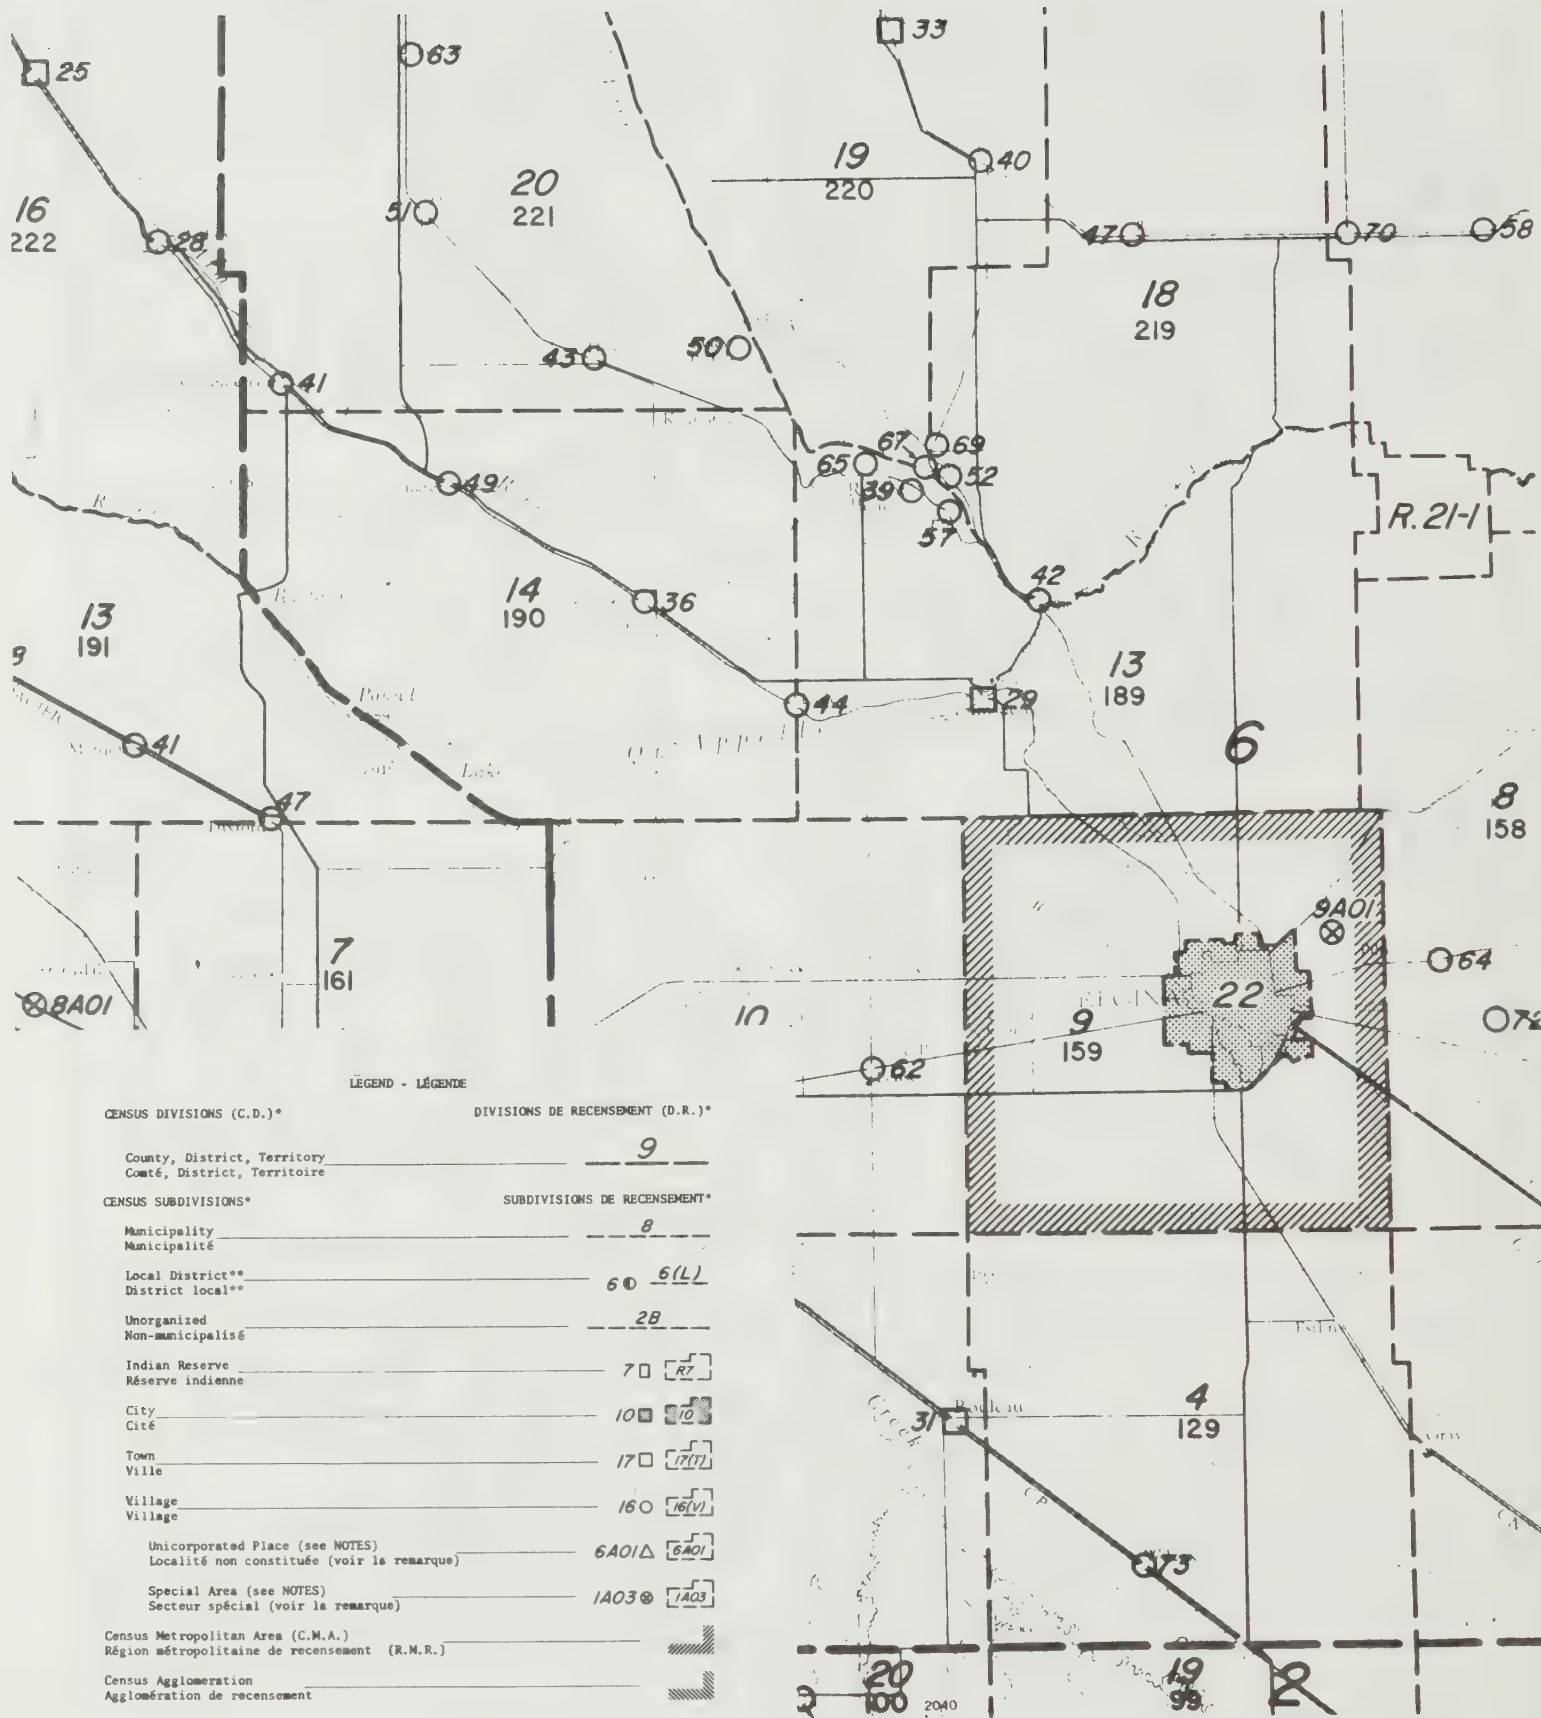 25
63
33
19
220
40
20
221
16
222
51
28
47
70
58
18
219
50
43
41
69
67
65
52
39
49
57
R. 21-1
42
14
190
36
13
191
13
189
29
44
6
41
47
Lake
8
158
9A01
7
161
64
8A01
10
REGINA
22
9
159
72
62
LEGEND - LÉGENDE
CENSUS DIVISIONS (C.D.)* DIVISIONS DE RECENSEMENT (D.R.)*
County, District, Territory 9
Comté, District, Territoire
CENSUS SUBDIVISIONS* SUBDIVISIONS DE RECENSEMENT*
Municipality 8
Municipalité
Local District** 6 6(L)
District local**
Unorganized 2B
Non-municipalisé
Indian Reserve 7 R7
Réserve indienne
City 10 10
Cité
Town 17 17(T)
Ville
Village 16 16(V)
Village
Unicorporated Place (see NOTES) 6A01 6A01
Localité non constituée (voir la remarque)
Special Area (see NOTES) 1A03 1A03
Secteur spécial (voir la remarque)
Census Metropolitan Area (C.M.A.)
Région métropolitaine de recensement (R.M.R.)
Census Agglomeration
Agglomération de recensement
4
129
Rouleau
31
Creek
Gray
CP
73
20
100
2040
19
99
2